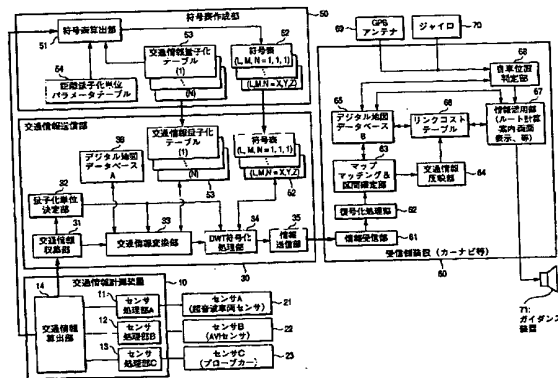 符号表作成部
50
51
符号表算出部
交通情報量子化
テーブル
(1)
(N)
53
符号表
(L, M, N = 1, 1, 1)
(L,M,N=X,Y,Z)
52
54
距離量子化単位
パラメータテーブル
交通情報送信部
36
デジタル地図
データベース
A
交通情報量子化
テーブル
(1)
(N)
53
符号表
(L, M, N = 1, 1, 1)
(L,M,N=X,Y,Z)
52
32
量子化単位
決定部
31
交通情報
収集部
33
交通情報変換部
34
DWT符号化
処理部
35
情報
送信部
30
交通情報計測装置
10
14
交通情報
算出部
11
センサ
処理部A
センサA
(超音波車両センサ)
21
12
センサ
処理部B
センサB
(AVIセンサ)
22
13
センサ
処理部C
センサC
(プローブカー)
23
69
GPS
アンテナ
ジャイロ
70
68
自車位置
判定部
67
情報活用部
(ルート計算
案内画面
表示、等)
65
デジタル地図
データベースB
66
リンクコスト
テーブル
63
マップ
マッチング&
区間確定部
64
交通情報
反映部
62
復号化処理部
61
情報受信部
受信側装置(カーナビ等)
60
71:
ガイダンス
装置